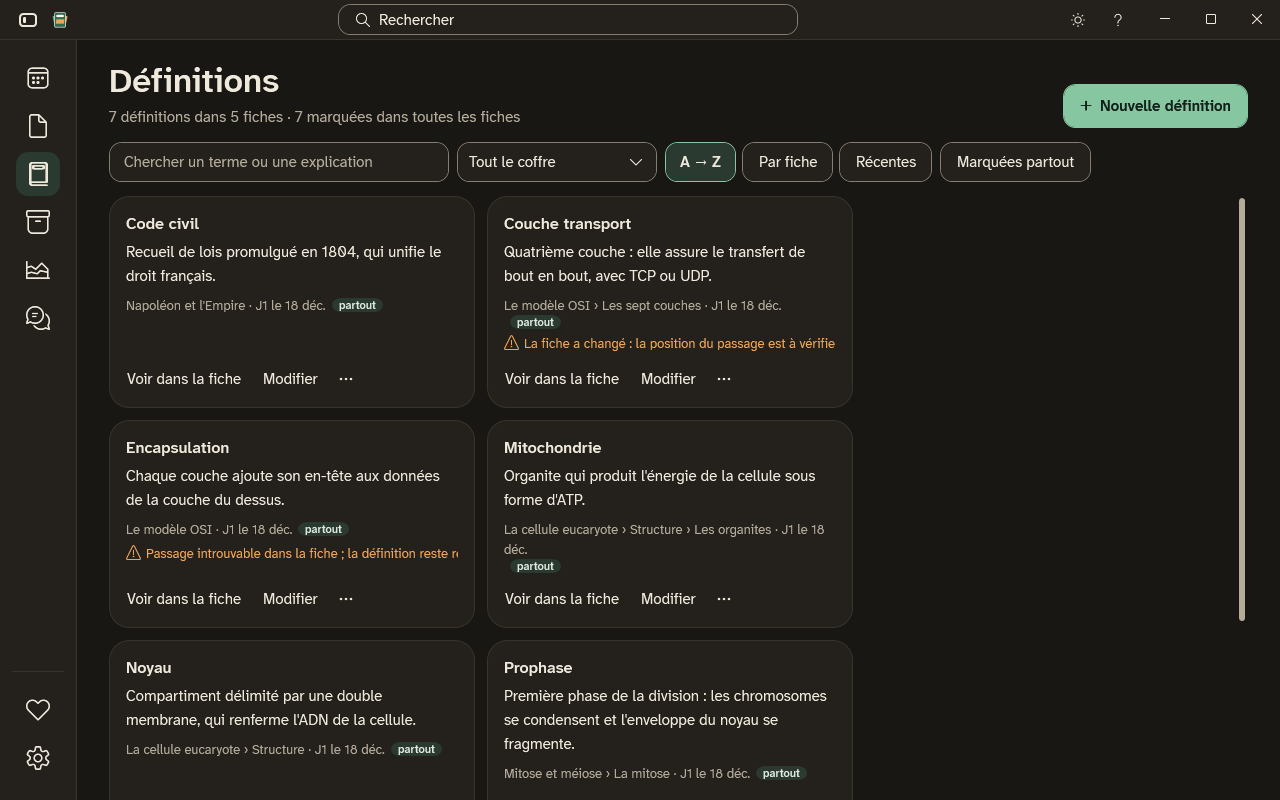 Rechercher
?
Définitions
7 définitions dans 5 fiches · 7 marquées dans toutes les fiches
+ Nouvelle définition
Chercher un terme ou une explication
Tout le coffre
A → Z
Par fiche
Récentes
Marquées partout
Code civil
Recueil de lois promulgué en 1804, qui unifie le
droit français.
Napoléon et l'Empire · J1 le 18 déc. partout
Voir dans la fiche Modifier ···
Couche transport
Quatrième couche : elle assure le transfert de
bout en bout, avec TCP ou UDP.
Le modèle OSI › Les sept couches · J1 le 18 déc.
partout
La fiche a changé : la position du passage est à vérifie
Voir dans la fiche Modifier ···
Encapsulation
Chaque couche ajoute son en-tête aux données
de la couche du dessus.
Le modèle OSI · J1 le 18 déc. partout
Passage introuvable dans la fiche ; la définition reste
Voir dans la fiche Modifier ···
Mitochondrie
Organite qui produit l'énergie de la cellule sous
forme d'ATP.
La cellule eucaryote › Structure › Les organites · J1 le 18
déc.
partout
Voir dans la fiche Modifier ···
Noyau
Compartiment délimité par une double
membrane, qui renferme l'ADN de la cellule.
La cellule eucaryote › Structure · J1 le 18 déc. partout
Prophase
Première phase de la division : les chromosomes
se condensent et l'enveloppe du noyau se
fragmente.
Mitose et méiose › La mitose · J1 le 18 déc. partout